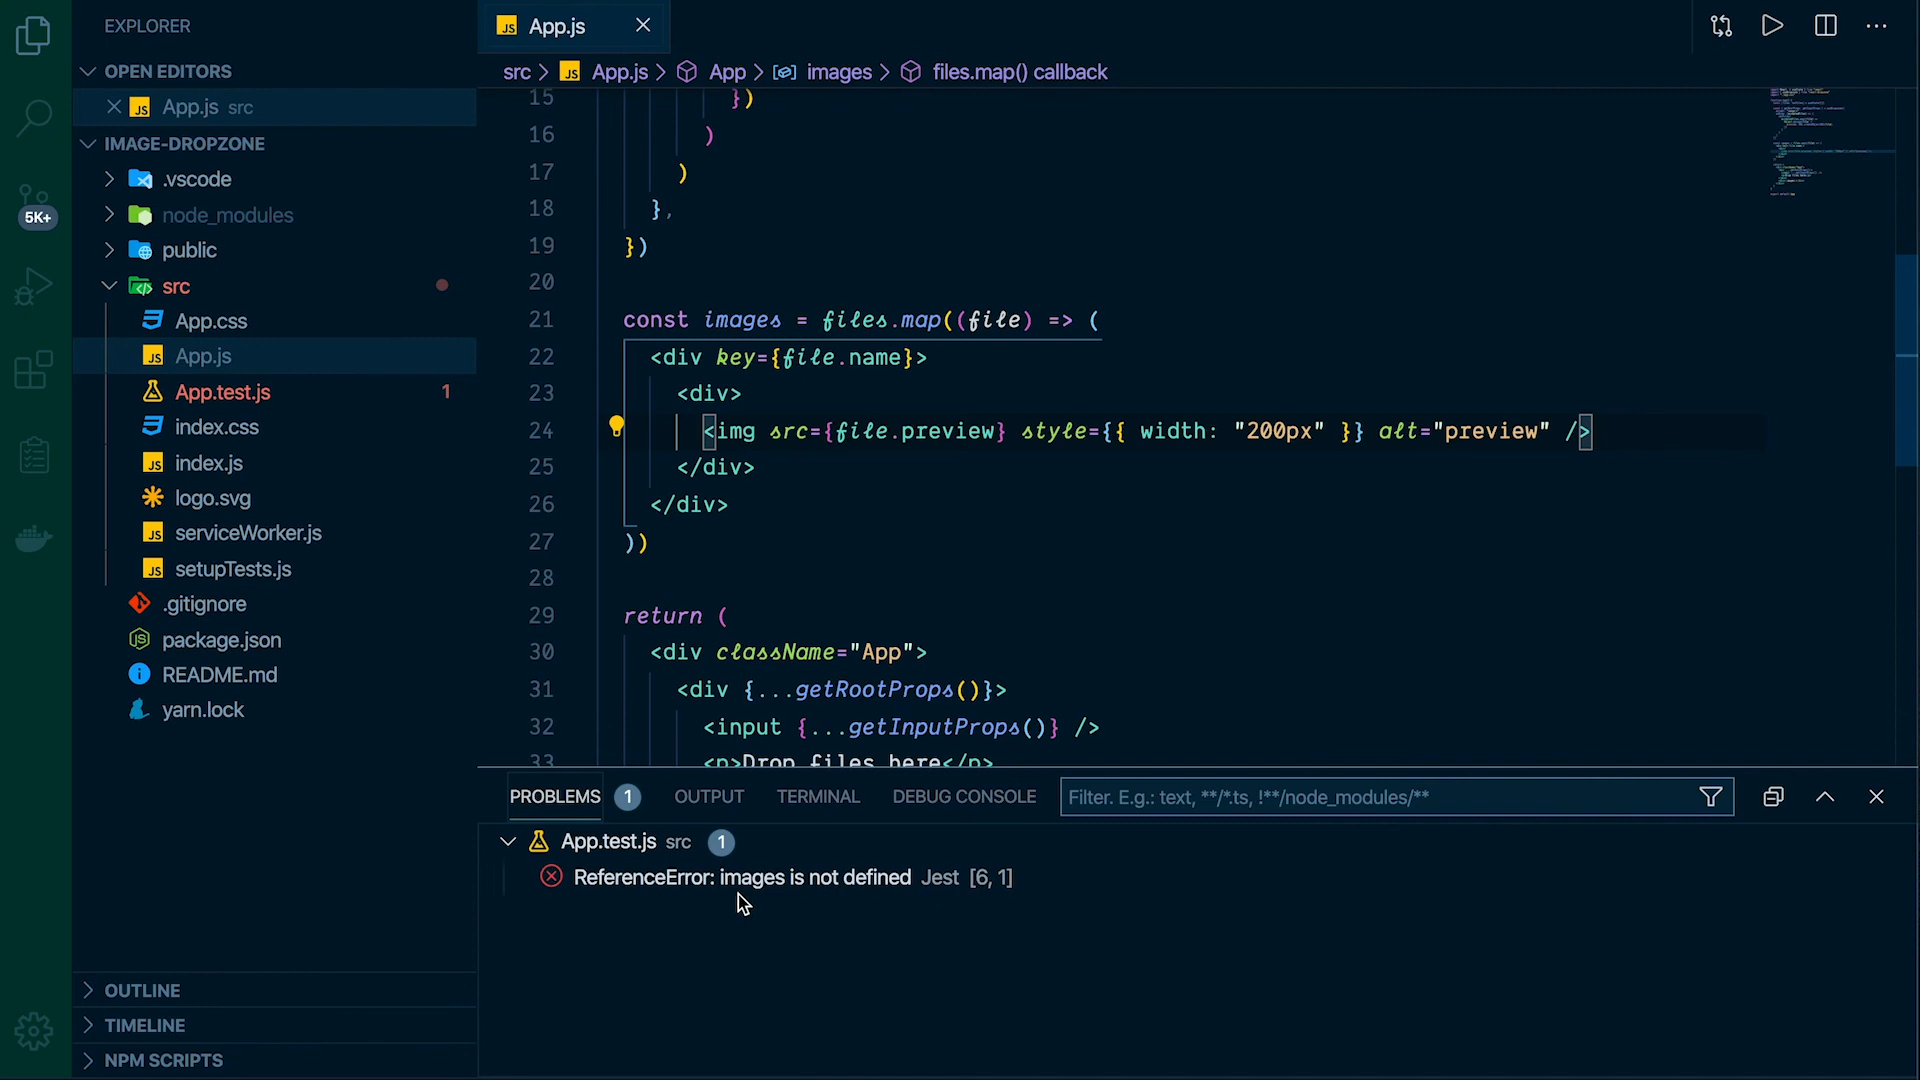 EXPLORER
OPEN EDITORS
App.js src
IMAGE-DROPZONE
.vscode
node_modules
public
src
App.css
App.js
App.test.js 1
index.css
index.js
logo.svg
serviceWorker.js
setupTests.js
.gitignore
package.json
README.md
yarn.lock
OUTLINE
TIMELINE
NPM SCRIPTS
5K+
JS App.js
src > JS App.js > App > images > files.map() callback
15 })
16 )
17 )
18 },
19 })
20
21 const images = files.map((file) => (
22 <div key={file.name}>
23 <div>
24 <img src={file.preview} style={{ width: "200px" }} alt="preview" />
25 </div>
26 </div>
27 ))
28
29 return (
30 <div className="App">
31 <div {...getRootProps()}>
32 <input {...getInputProps()} />
33 <p>Drop files here</p>
PROBLEMS 1 OUTPUT TERMINAL DEBUG CONSOLE Filter. E.g.: text, **/*.ts, !**/node_modules/**
App.test.js src 1
ReferenceError: images is not defined Jest [6, 1]